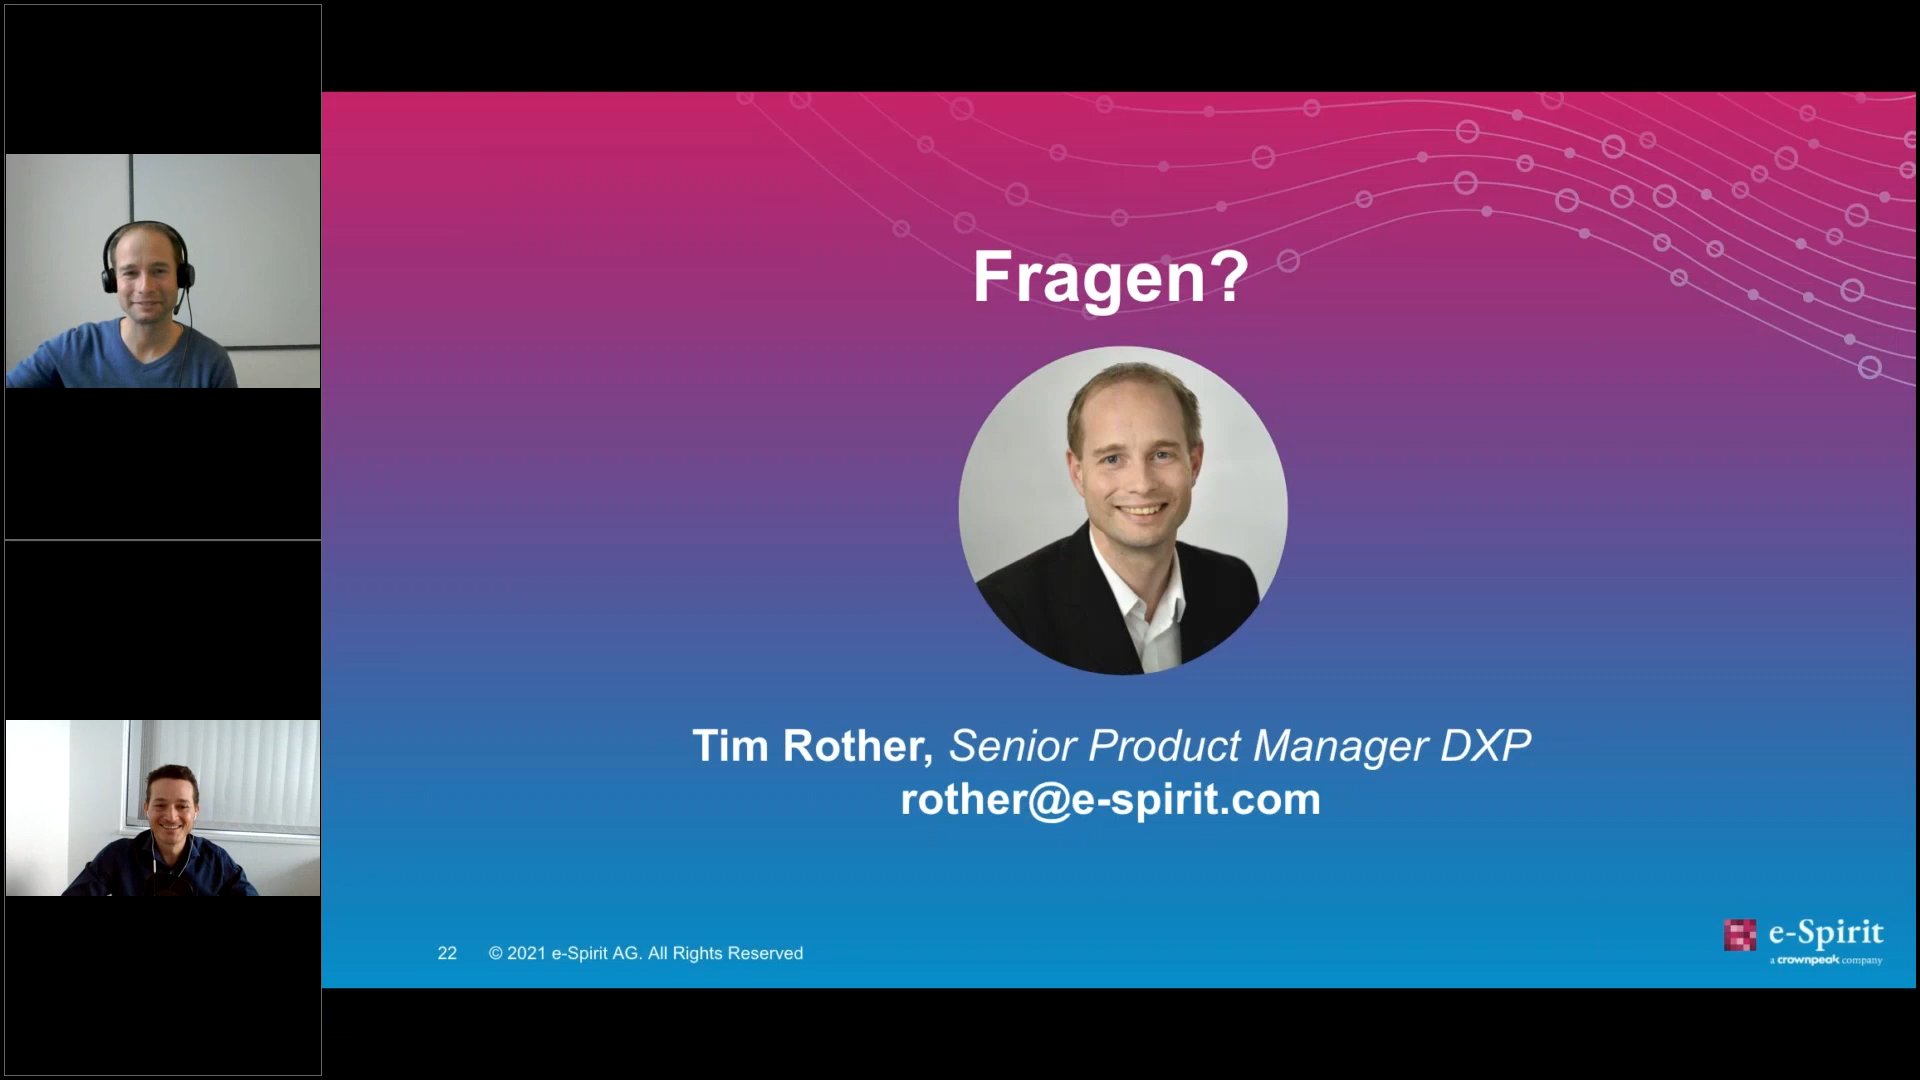 Fragen?
Tim Rother, Senior Product Manager DXP
rother@e-spirit.com
22 © 2021 e-Spirit AG. All Rights Reserved
e-Spirit
a crownpeak company